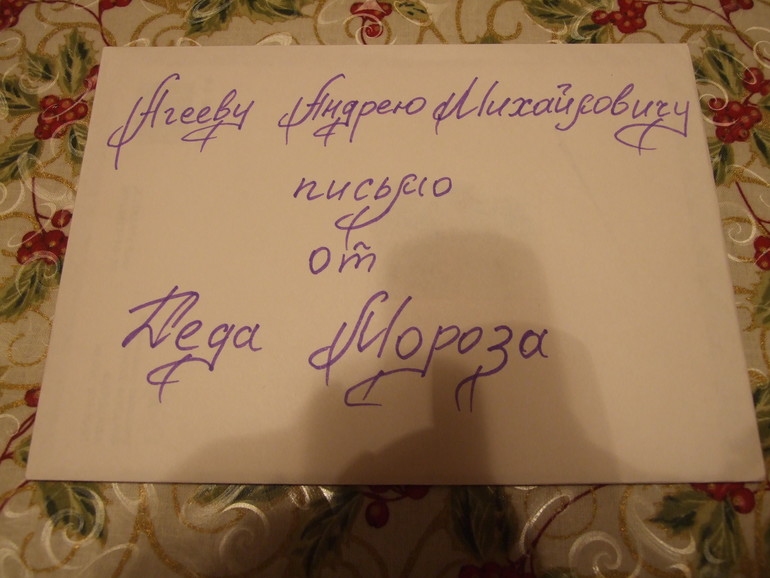 Агееву Андрею Михайловичу
письмо
от
Деда Мороза